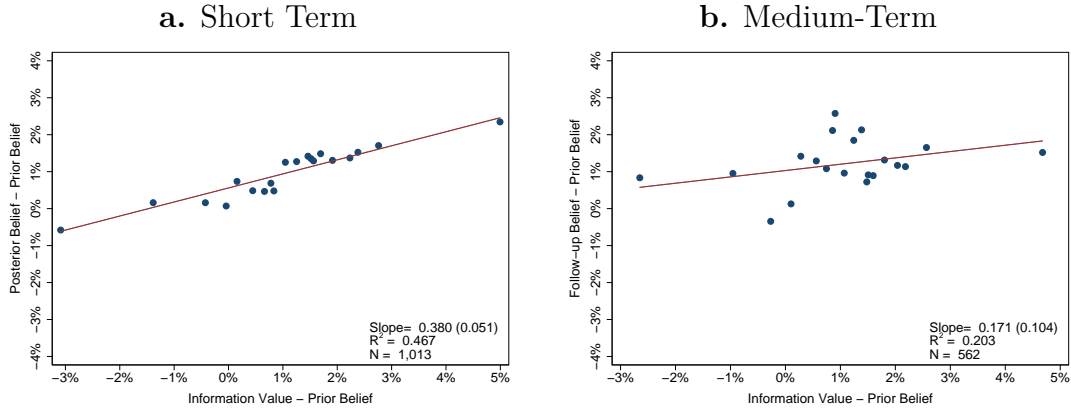 a. Short Term
4%
3%
2%
1%
0%
−1%
−2%
−3%
−4%
Posterior Belief − Prior Belief
Slope= 0.380 (0.051)
R² = 0.467
N = 1,013
−3% −2% −1% 0% 1% 2% 3% 4% 5%
Information Value − Prior Belief
b. Medium-Term
4%
3%
2%
1%
0%
−1%
−2%
−3%
−4%
Follow−up Belief − Prior Belief
Slope= 0.171 (0.104)
R² = 0.203
N = 562
−3% −2% −1% 0% 1% 2% 3% 4% 5%
Information Value − Prior Belief